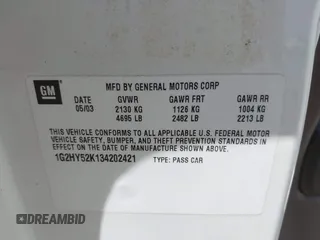 GM
MFD BY GENERAL MOTORS CORP
DATE GVWR GAWR FRT GAWR RR
05/03 2130 KG 1126 KG 1004 KG
4695 LB 2482 LB 2213 LB
THIS VEHICLE CONFORMS TO ALL APPLICABLE U.S. FEDERAL MOTOR
VEHICLE SAFETY, BUMPER, AND THEFT PREVENTION STANDARDS
IN EFFECT ON THE DATE OF MANUFACTURE SHOWN ABOVE.
1G2HY52K134202421 TYPE: PASS CAR
DREAMBID